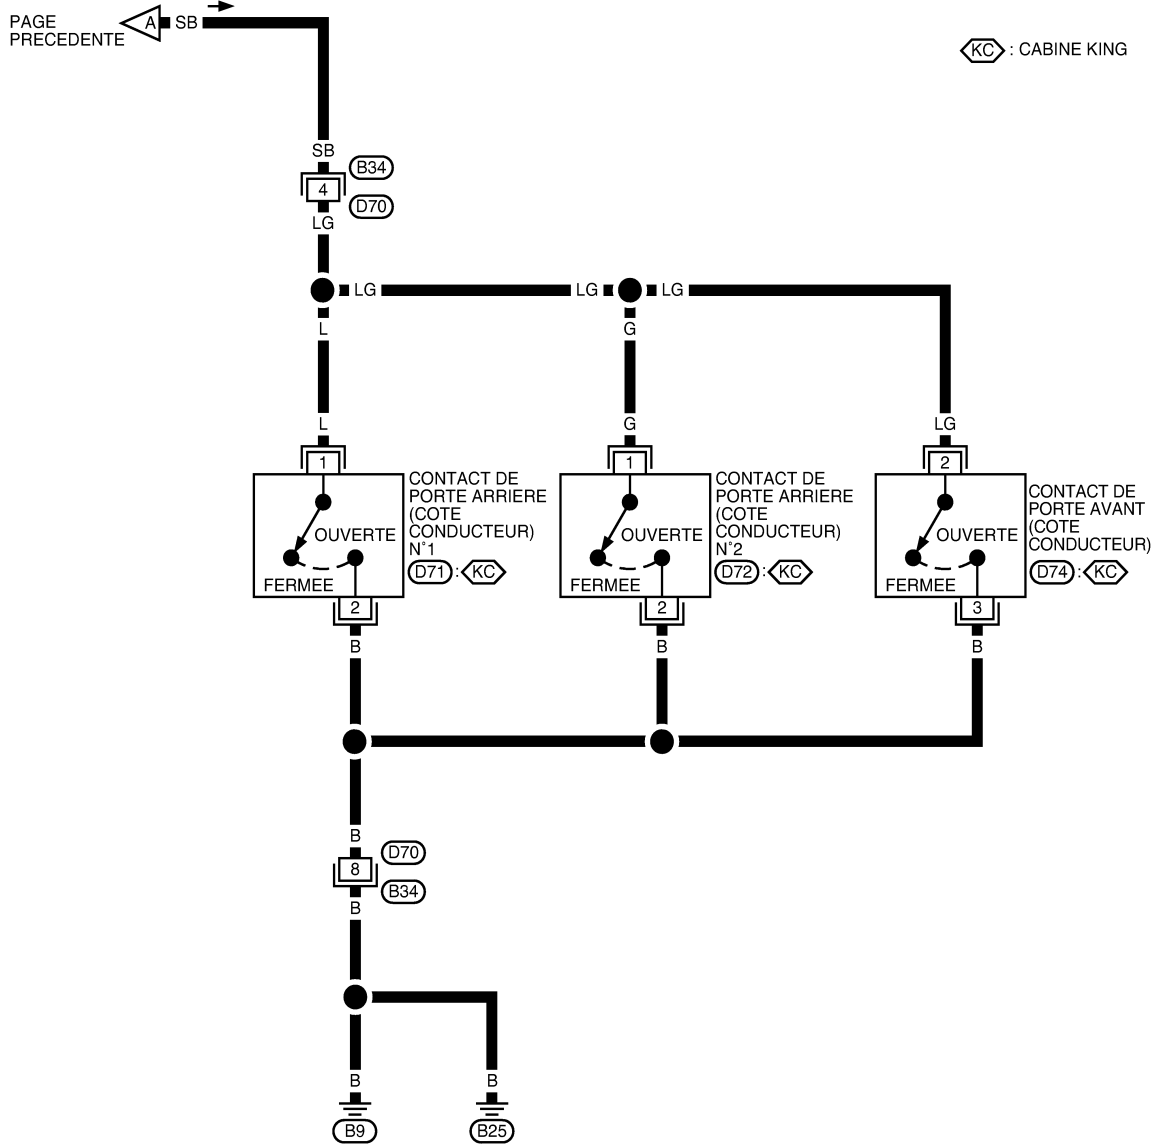 PAGE
PRECEDENTE
A
SB
KC : CABINE KING
SB
B34
4
D70
LG
LG
LG
LG
L
G
L
G
LG
1
1
2
CONTACT DE
PORTE ARRIERE
(COTE
CONDUCTEUR)
N°1
D71 : KC
OUVERTE
FERMEE
CONTACT DE
PORTE ARRIERE
(COTE
CONDUCTEUR)
N°2
D72 : KC
OUVERTE
FERMEE
CONTACT DE
PORTE AVANT
(COTE
CONDUCTEUR)
D74 : KC
OUVERTE
FERMEE
2
2
3
B
B
B
B
D70
8
B34
B
B
B
B9
B25